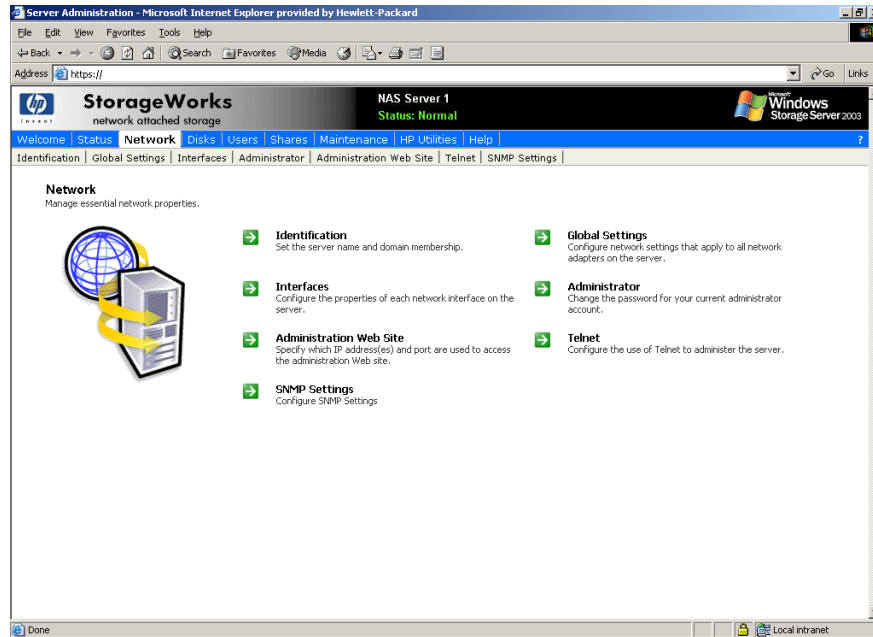 Server Administration - Microsoft Internet Explorer provided by Hewlett-Packard
File Edit View Favorites Tools Help
Back Search Favorites Media
Address https:// Go Links
hp
invent
StorageWorks
network attached storage
NAS Server 1
Status: Normal
Microsoft
Windows
Storage Server 2003
Welcome | Status | Network | Disks | Users | Shares | Maintenance | HP Utilities | Help | ?
Identification | Global Settings | Interfaces | Administrator | Administration Web Site | Telnet | SNMP Settings |
Network
Manage essential network properties.
Identification
Set the server name and domain membership.
Global Settings
Configure network settings that apply to all network
adapters on the server.
Interfaces
Configure the properties of each network interface on the
server.
Administrator
Change the password for your current administrator
account.
Administration Web Site
Specify which IP address(es) and port are used to access
the administration Web site.
Telnet
Configure the use of Telnet to administer the server.
SNMP Settings
Configure SNMP Settings
Done
Local intranet